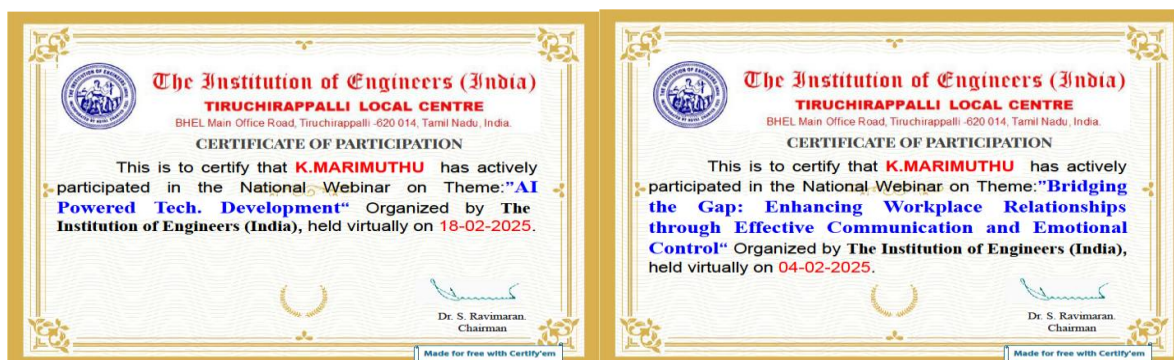 The Institution of Engineers (India)
TIRUCHIRAPPALLI LOCAL CENTRE
BHEL Main Office Road, Tiruchirappalli -620 014, Tamil Nadu, India.
CERTIFICATE OF PARTICIPATION
This is to certify that K.MARIMUTHU has actively
participated in the National Webinar on Theme:"AI
Powered Tech. Development“ Organized by The
Institution of Engineers (India), held virtually on 18-02-2025.
Dr. S. Ravimaran.
Chairman
Made for free with Certify'em
The Institution of Engineers (India)
TIRUCHIRAPPALLI LOCAL CENTRE
BHEL Main Office Road, Tiruchirappalli -620 014, Tamil Nadu, India.
CERTIFICATE OF PARTICIPATION
This is to certify that K.MARIMUTHU has actively
participated in the National Webinar on Theme:"Bridging
the Gap: Enhancing Workplace Relationships
through Effective Communication and Emotional
Control“ Organized by The Institution of Engineers (India),
held virtually on 04-02-2025.
Dr. S. Ravimaran.
Chairman
Made for free with Certify'em